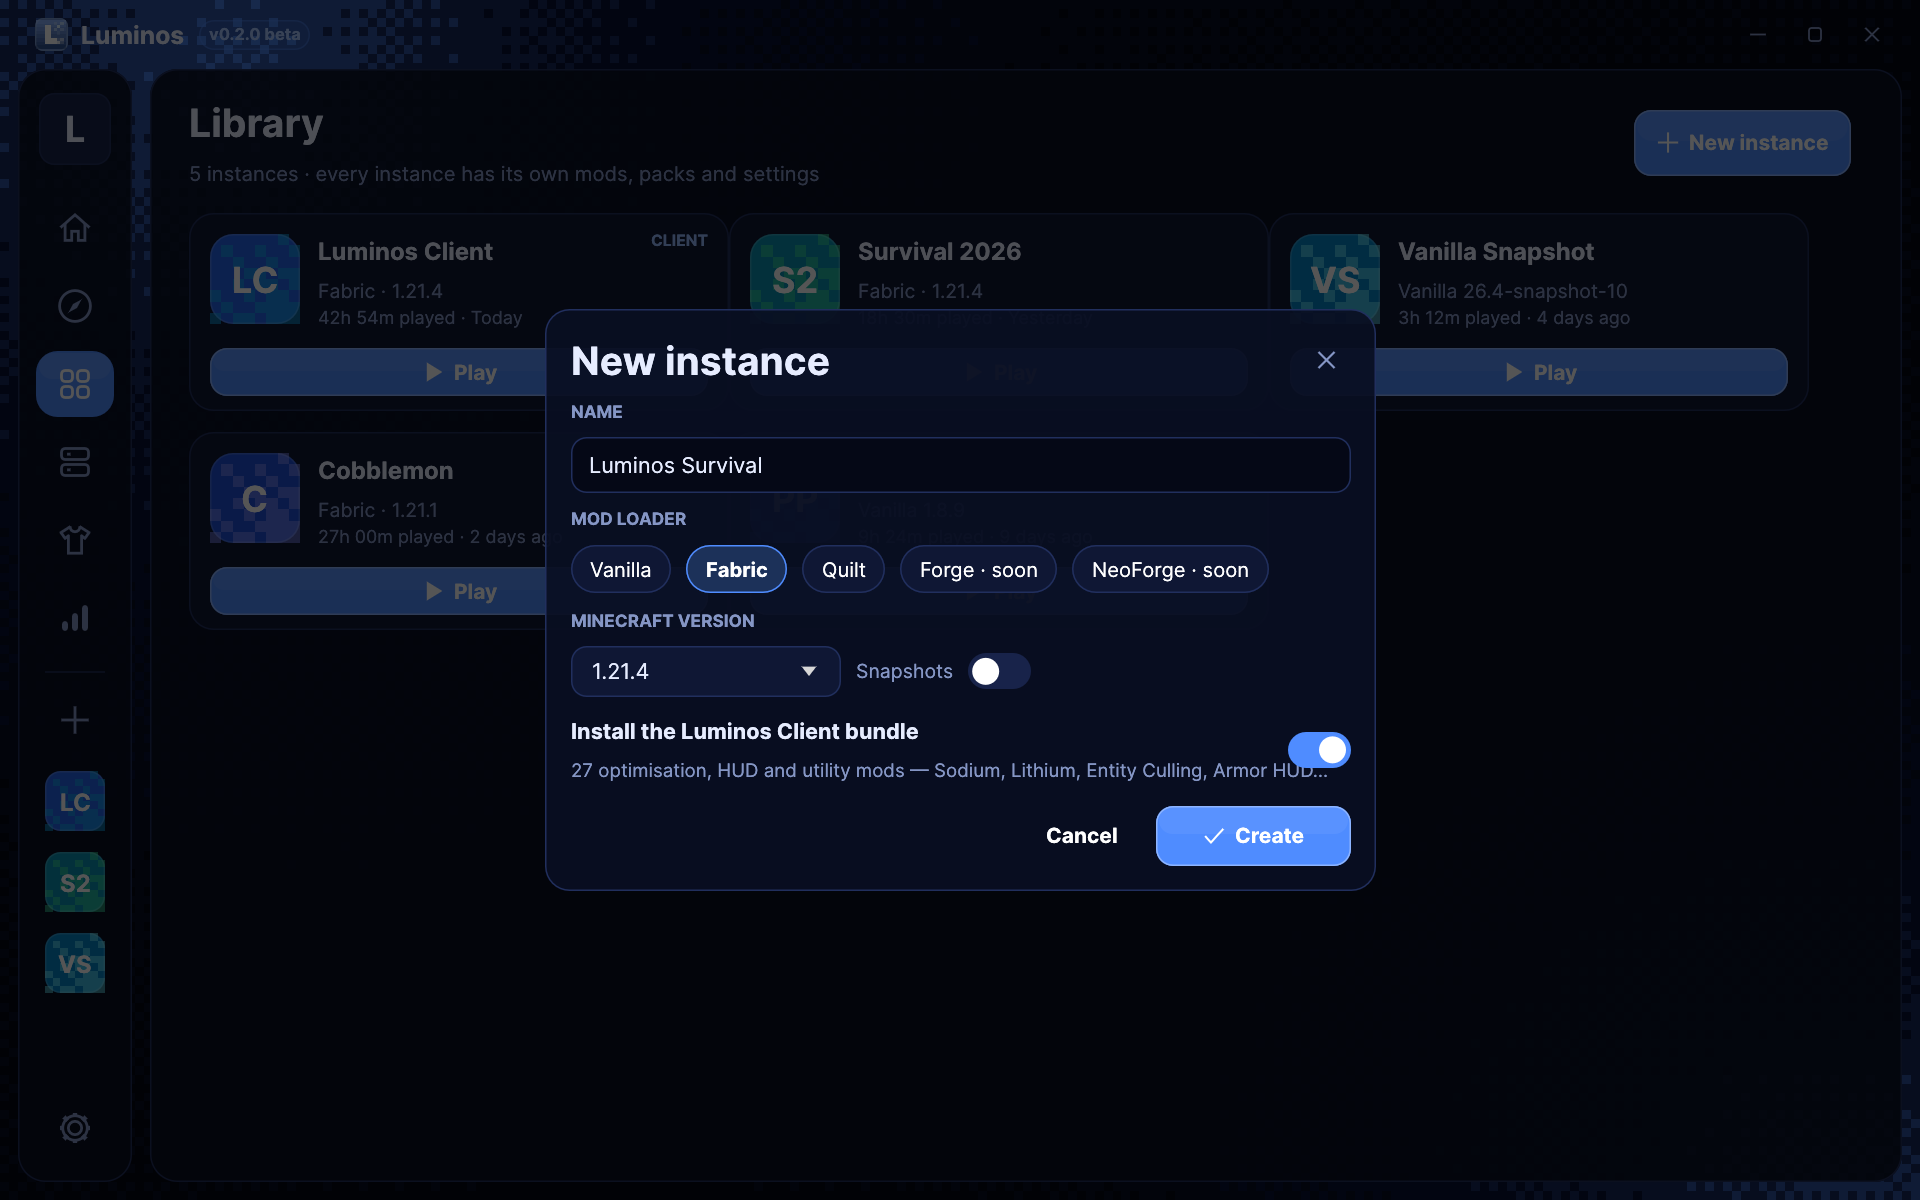 Luminos v0.2.0 beta
L
Library
5 instances · every instance has its own mods, packs and settings
New instance
LC
Luminos Client
CLIENT
Fabric · 1.21.4
42h 54m played · Today
Play
S2
Survival 2026
Fabric · 1.21.4
Play
VS
Vanilla Snapshot
Vanilla 26.4-snapshot-10
3h 12m played · 4 days ago
Play
C
Cobblemon
Fabric · 1.21.1
27h 00m played · 2 days ag
Play
PP
Play
New instance
NAME
Luminos Survival
MOD LOADER
Vanilla
Fabric
Quilt
Forge · soon
NeoForge · soon
MINECRAFT VERSION
1.21.4
Snapshots
Install the Luminos Client bundle
27 optimisation, HUD and utility mods — Sodium, Lithium, Entity Culling, Armor HUD...
Cancel
Create
LC
S2
VS